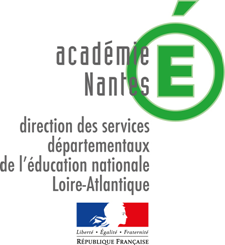 académie
Nantes
É
direction des services
départementaux
de l'éducation nationale
Loire-Atlantique
Liberté • Égalité • Fraternité
RÉPUBLIQUE FRANÇAISE